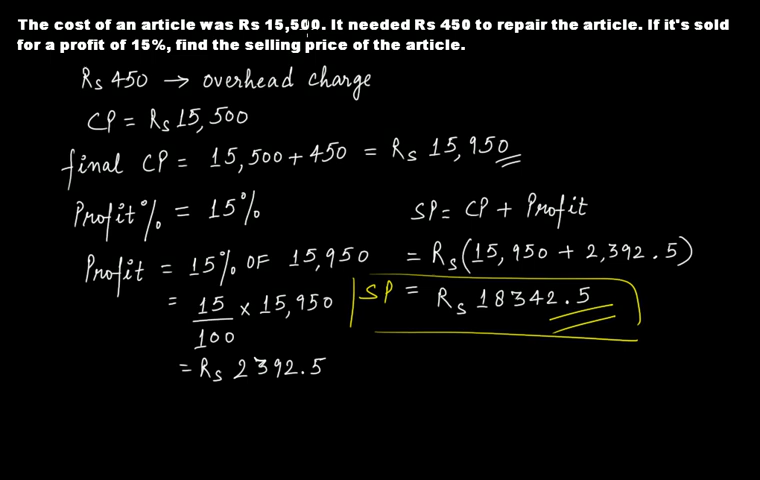 The cost of an article was Rs 15,500. It needed Rs 450 to repair the article. If it's sold
for a profit of 15%, find the selling price of the article.
Rs 450 → overhead charge
CP = Rs 15,500
final CP = 15,500 + 450 = Rs 15,950
Profit% = 15%
Profit = 15% OF 15,950
= 15/100 × 15,950
= Rs 2392.5
SP = CP + Profit
= Rs (15,950 + 2,392.5)
SP = Rs 18342.5